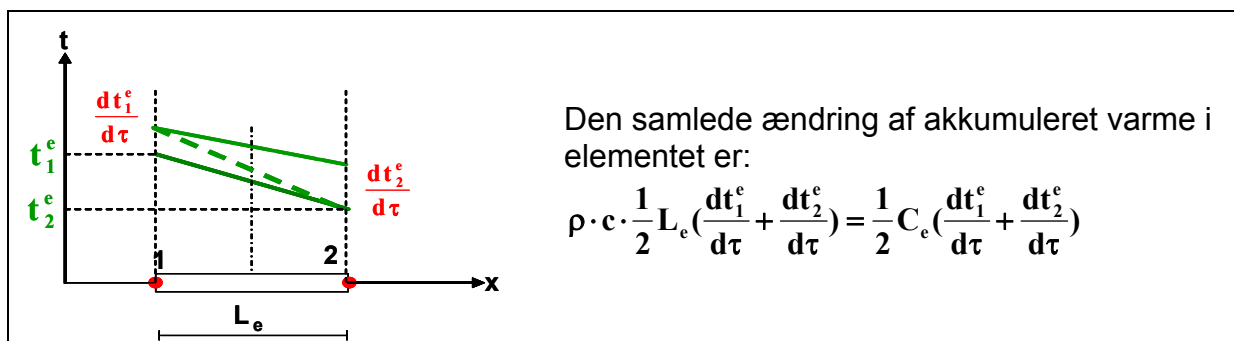 t
dt₁ᵉ/dτ
t₁ᵉ
t₂ᵉ
dt₂ᵉ/dτ
1 2
x
Lₑ
Den samlede ændring af akkumuleret varme i
elementet er:
ρ·c·1/2 Lₑ(dt₁ᵉ/dτ + dt₂ᵉ/dτ) = 1/2 Cₑ(dt₁ᵉ/dτ + dt₂ᵉ/dτ)